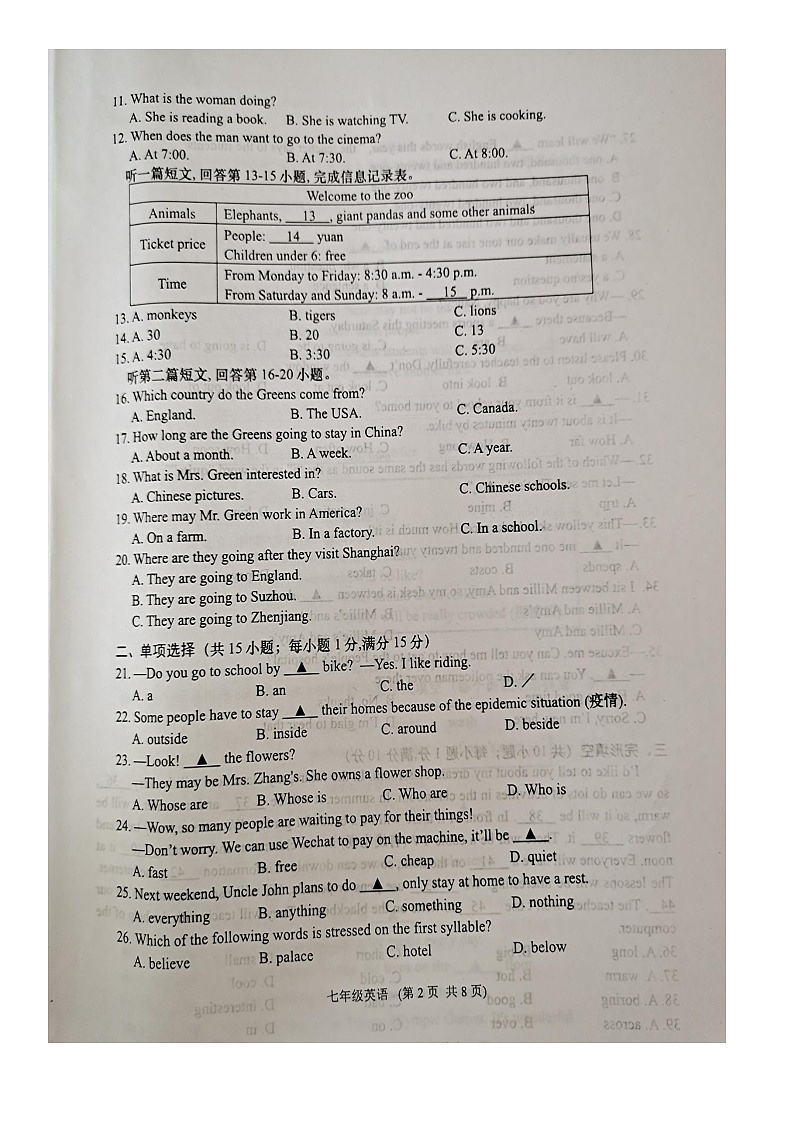 11. What is the woman doing?
A. She is reading a book. B. She is watching TV. C. She is cooking.
12. When does the man want to go to the cinema?
A. At 7:00. B. At 7:30. C. At 8:00.
听一篇短文,回答第 13-15 小题,完成信息记录表。
Welcome to the zoo
Animals Elephants, 13 , giant pandas and some other animals
Ticket price People: 14 yuan
Children under 6: free
Time From Monday to Friday: 8:30 a.m. - 4:30 p.m.
From Saturday and Sunday: 8 a.m. - 15 p.m.
13. A. monkeys B. tigers C. lions
14. A. 30 B. 20 C. 13
15. A. 4:30 B. 3:30 C. 5:30
听第二篇短文,回答第 16-20 小题。
16. Which country do the Greens come from?
A. England. B. The USA. C. Canada.
17. How long are the Greens going to stay in China?
A. About a month. B. A week. C. A year.
18. What is Mrs. Green interested in?
A. Chinese pictures. B. Cars. C. Chinese schools.
19. Where may Mr. Green work in America?
A. On a farm. B. In a factory. C. In a school.
20. Where are they going after they visit Shanghai?
A. They are going to England.
B. They are going to Suzhou.
C. They are going to Zhenjiang.
二、单项选择(共 15 小题;每小题 1 分,满分 15 分)
21. —Do you go to school by ▲ bike? —Yes. I like riding.
A. a B. an C. the D. /
22. Some people have to stay ▲ their homes because of the epidemic situation (疫情).
A. outside B. inside C. around D. beside
23. —Look! ▲ the flowers?
—They may be Mrs. Zhang's. She owns a flower shop.
A. Whose are B. Whose is C. Who are D. Who is
24. —Wow, so many people are waiting to pay for their things!
—Don't worry. We can use Wechat to pay on the machine, it'll be ▲ .
A. fast B. free C. cheap D. quiet
25. Next weekend, Uncle John plans to do ▲ , only stay at home to have a rest.
A. everything B. anything C. something D. nothing
26. Which of the following words is stressed on the first syllable?
A. believe B. palace C. hotel D. below
七年级英语 (第 2 页 共 8 页)